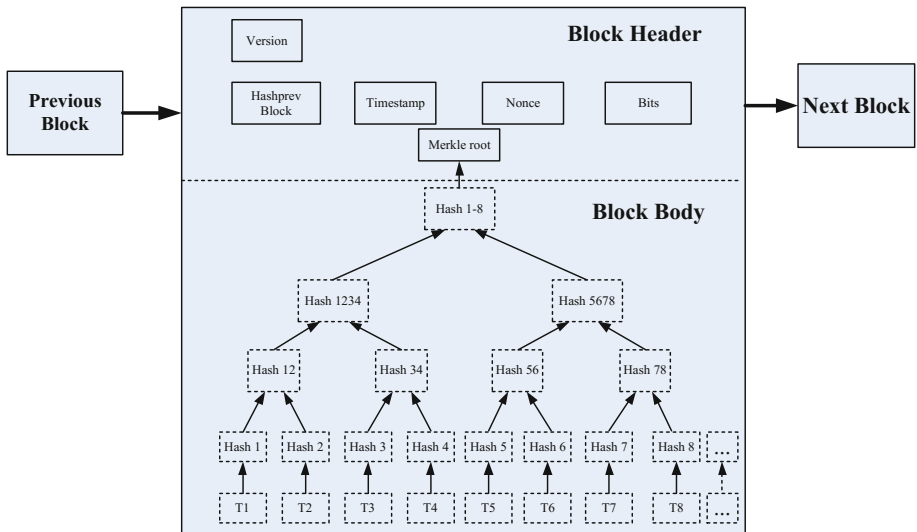 Block Header
Version
Previous
Block
Hashprev
Block
Timestamp
Nonce
Bits
Next Block
Merkle root
Hash 1-8
Block Body
Hash 1234
Hash 5678
Hash 12
Hash 34
Hash 56
Hash 78
Hash 1
Hash 2
Hash 3
Hash 4
Hash 5
Hash 6
Hash 7
Hash 8
...
T1
T2
T3
T4
T5
T6
T7
T8
...